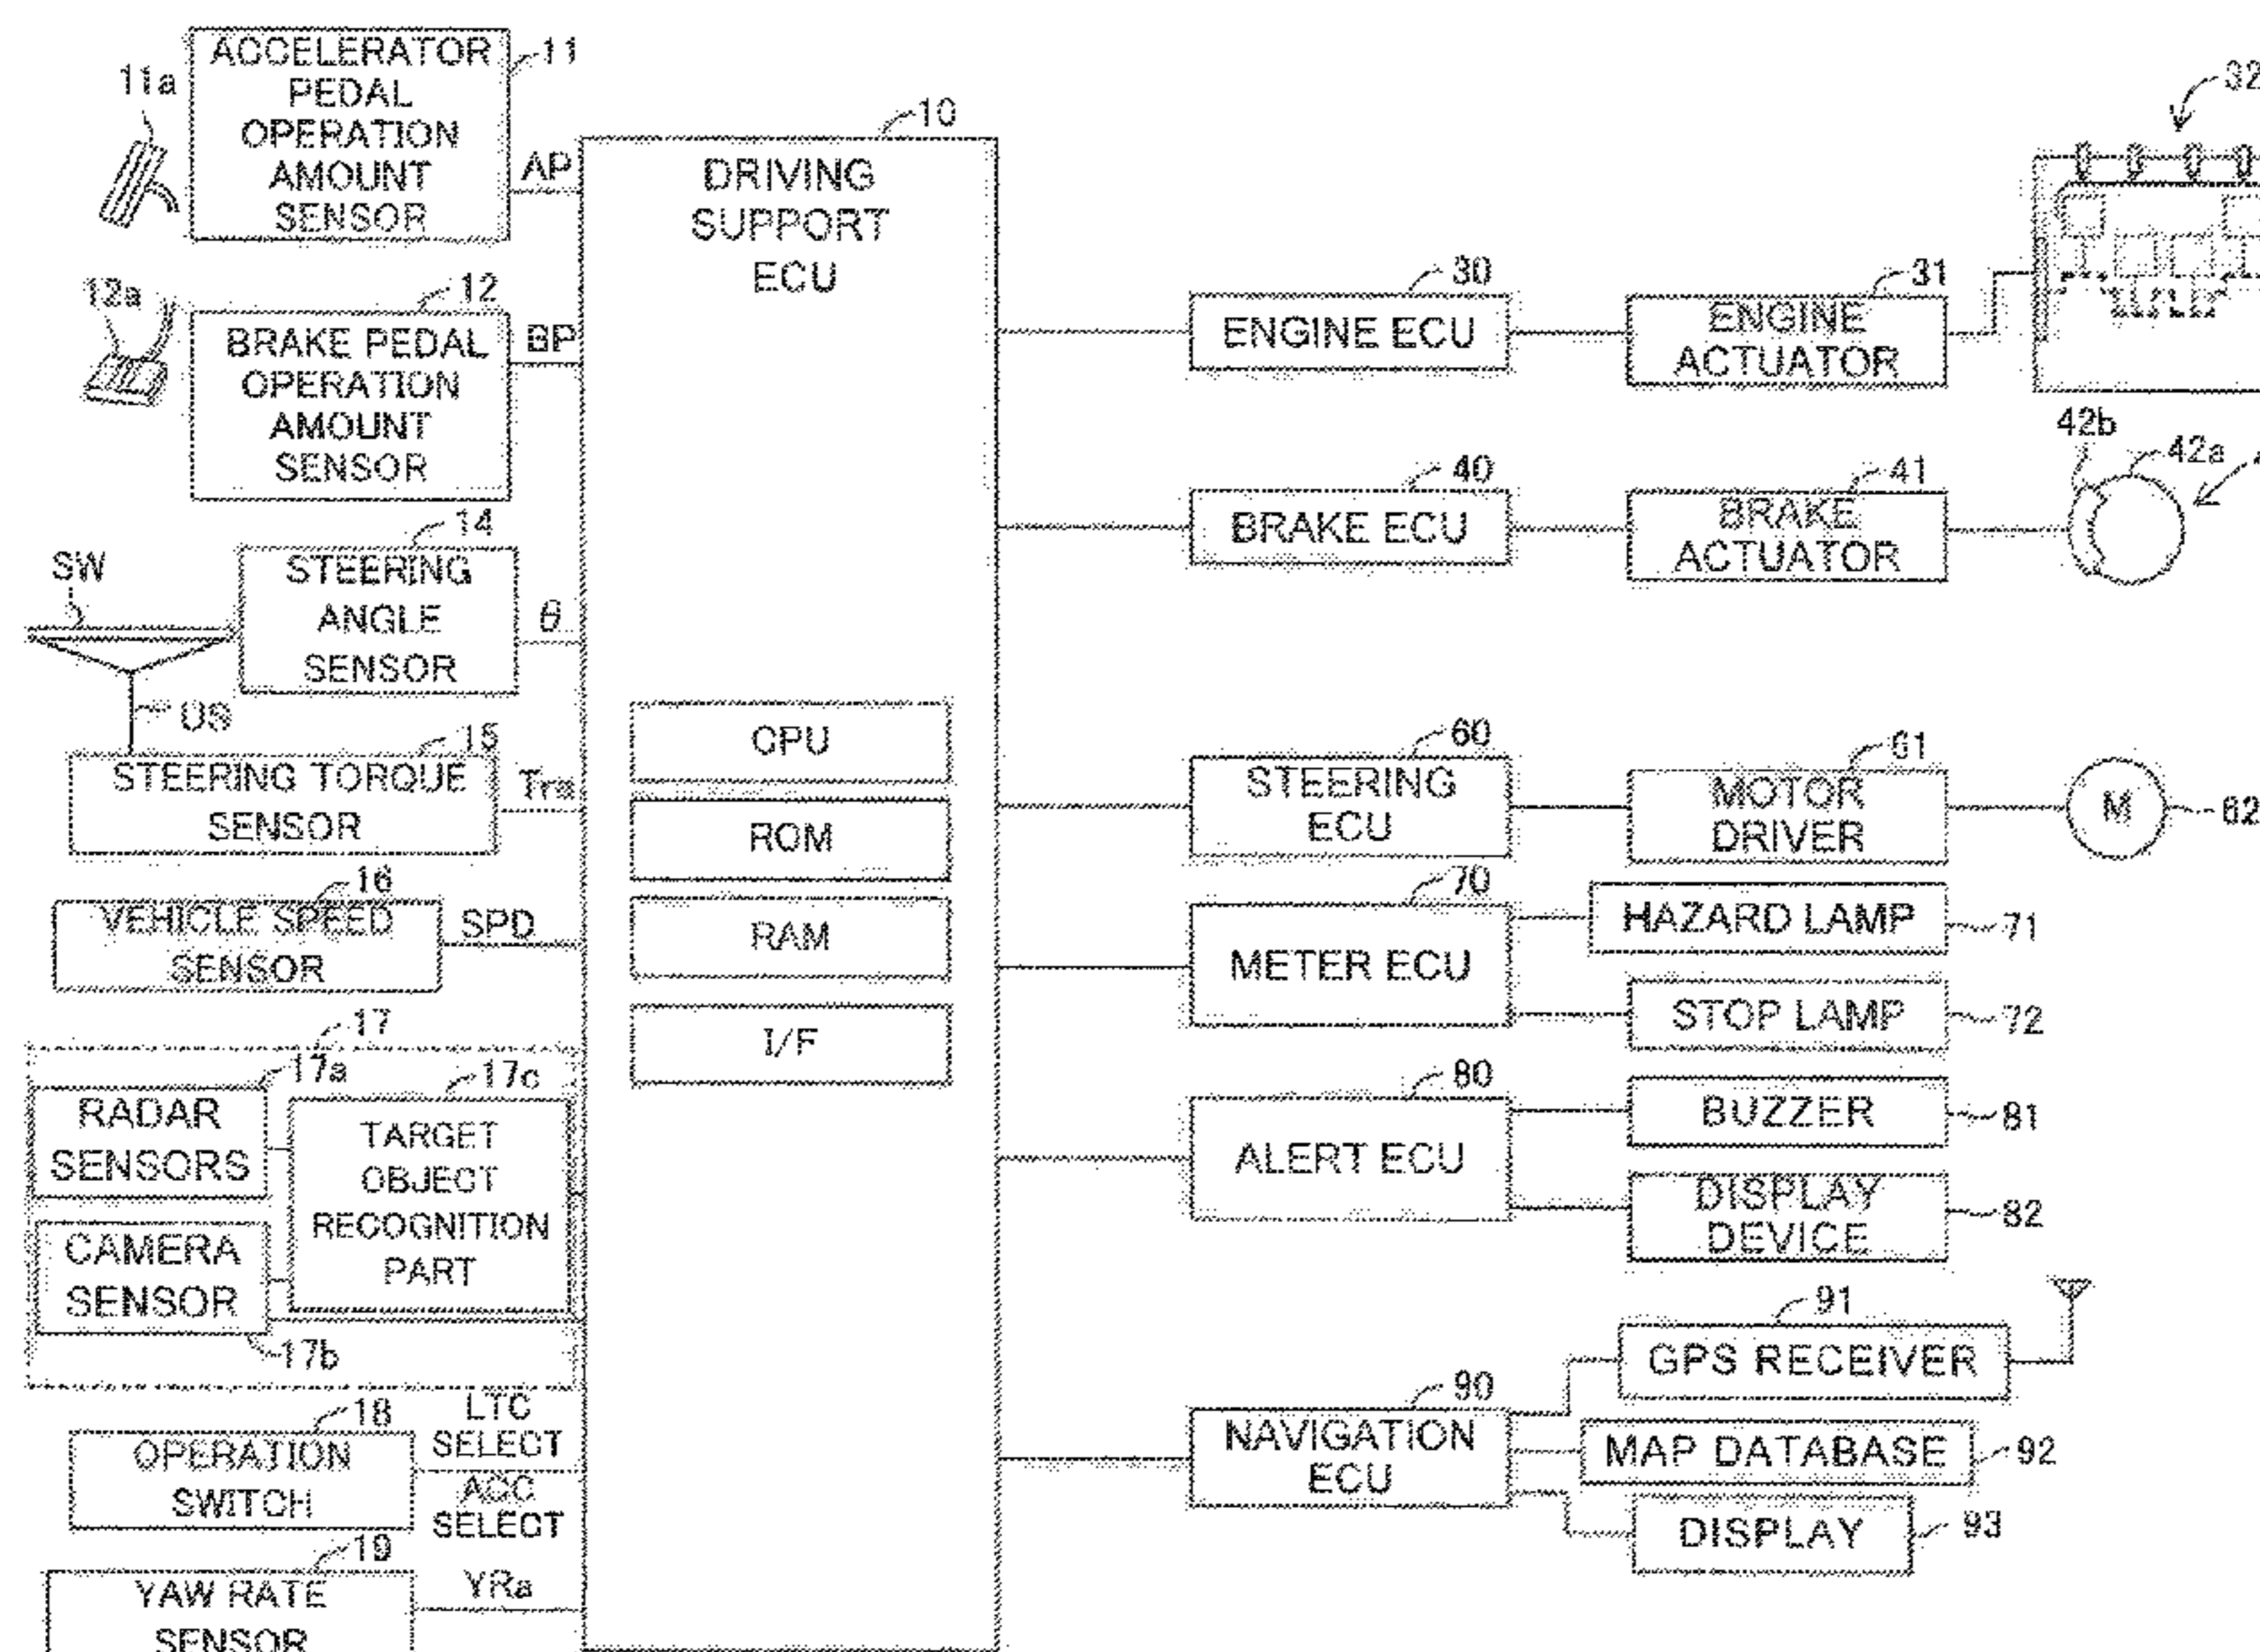 ACCELERATOR
PEDAL
OPERATION
AMOUNT
SENSOR
11
11a
AP
BRAKE PEDAL
OPERATION
AMOUNT
SENSOR
12
12a
BP
STEERING
ANGLE
SENSOR
14
SW
θ
US
STEERING TORQUE
SENSOR
15
Tra
VEHICLE SPEED
SENSOR
16
SPD
17
RADAR
SENSORS
17a
CAMERA
SENSOR
17b
TARGET
OBJECT
RECOGNITION
PART
17c
OPERATION
SWITCH
18
LTC
SELECT
ACC
SELECT
YAW RATE
SENSOR
19
YRa
10
DRIVING
SUPPORT
ECU
CPU
ROM
RAM
I/F
ENGINE ECU
30
ENGINE
ACTUATOR
31
32
BRAKE ECU
40
BRAKE
ACTUATOR
41
42b
42a
STEERING
ECU
60
MOTOR
DRIVER
61
M
62
METER ECU
70
HAZARD LAMP
71
STOP LAMP
72
ALERT ECU
80
BUZZER
81
DISPLAY
DEVICE
82
NAVIGATION
ECU
90
GPS RECEIVER
91
MAP DATABASE
92
DISPLAY
93